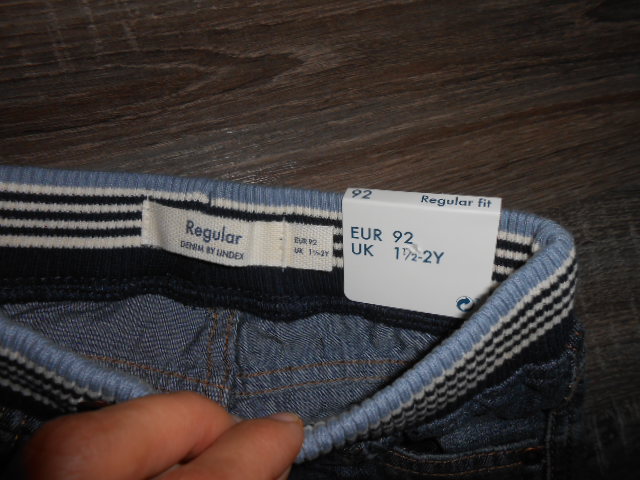 Regular
DENIM BY LINDEX
EUR 92
UK 1½-2Y
92 Regular fit
EUR 92
UK 1½-2Y